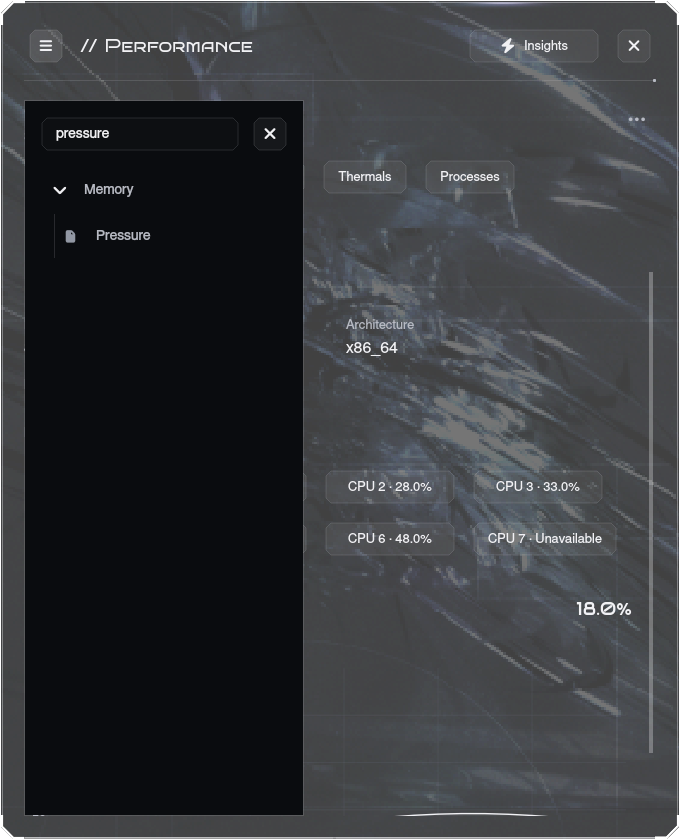 // Performance
Insights
pressure
Memory
Pressure
Thermals
Processes
Architecture
x86_64
CPU 2 · 28.0%
CPU 3 · 33.0%
CPU 6 · 48.0%
CPU 7 · Unavailable
18.0%